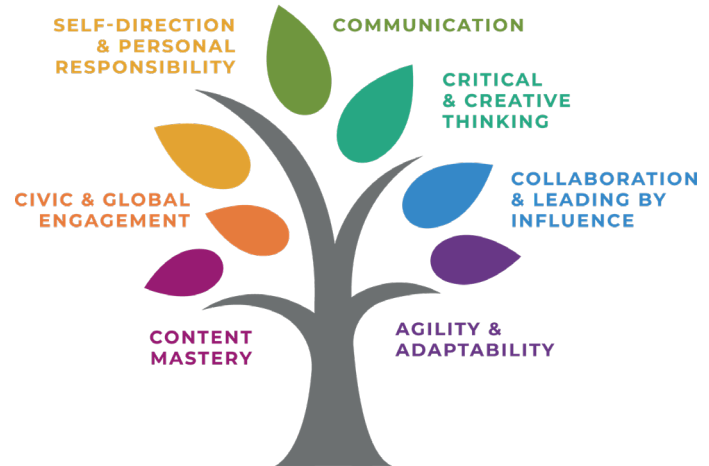 SELF-DIRECTION
& PERSONAL
RESPONSIBILITY
COMMUNICATION
CRITICAL
& CREATIVE
THINKING
CIVIC & GLOBAL
ENGAGEMENT
COLLABORATION
& LEADING BY
INFLUENCE
CONTENT
MASTERY
AGILITY &
ADAPTABILITY